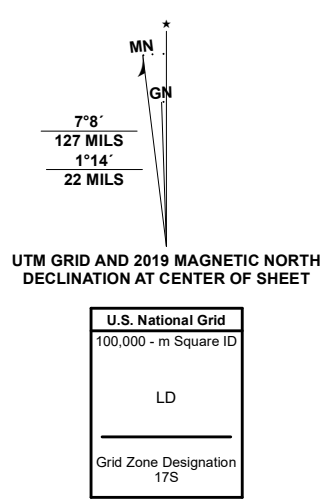 MN
GN
7°8´
127 MILS
1°14´
22 MILS
UTM GRID AND 2019 MAGNETIC NORTH
DECLINATION AT CENTER OF SHEET
U.S. National Grid
100,000 - m Square ID
LD
Grid Zone Designation
17S